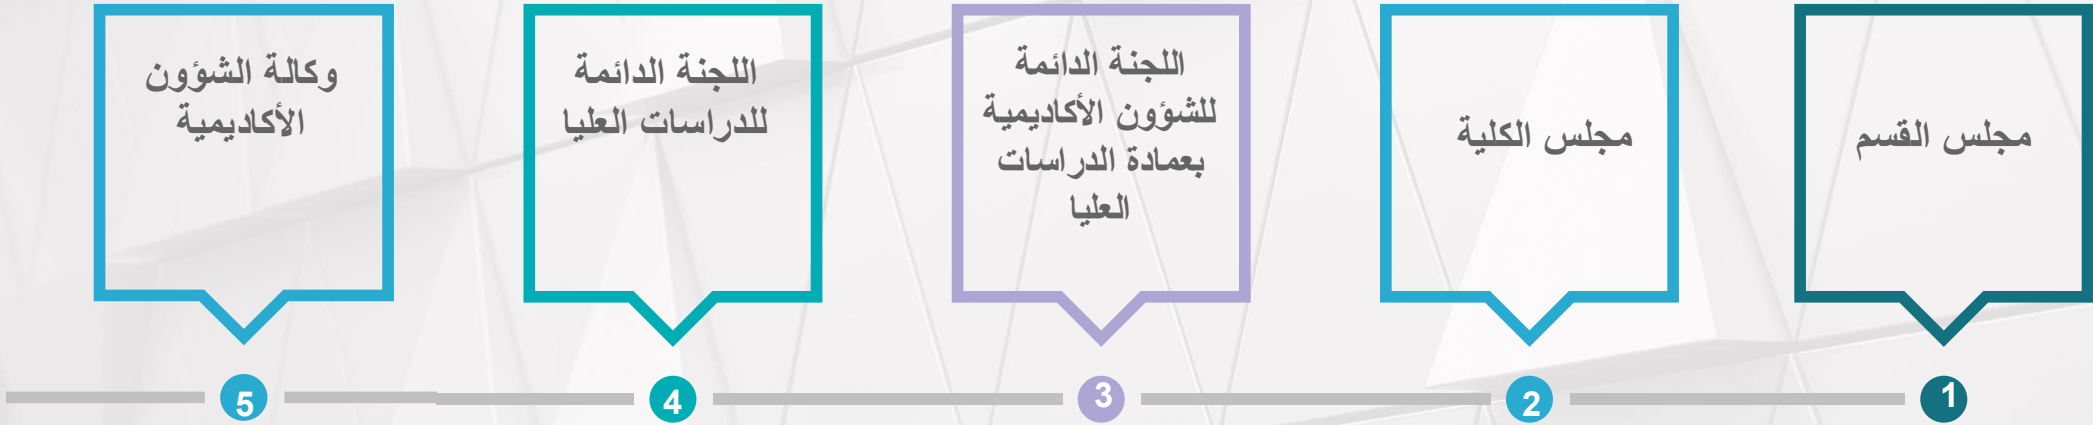 مجلس القسم
1
مجلس الكلية
2
اللجنة الدائمة
للشؤون الأكاديمية
بعمادة الدراسات
العليا
3
اللجنة الدائمة
للدراسات العليا
4
وكالة الشؤون
الأكاديمية
5